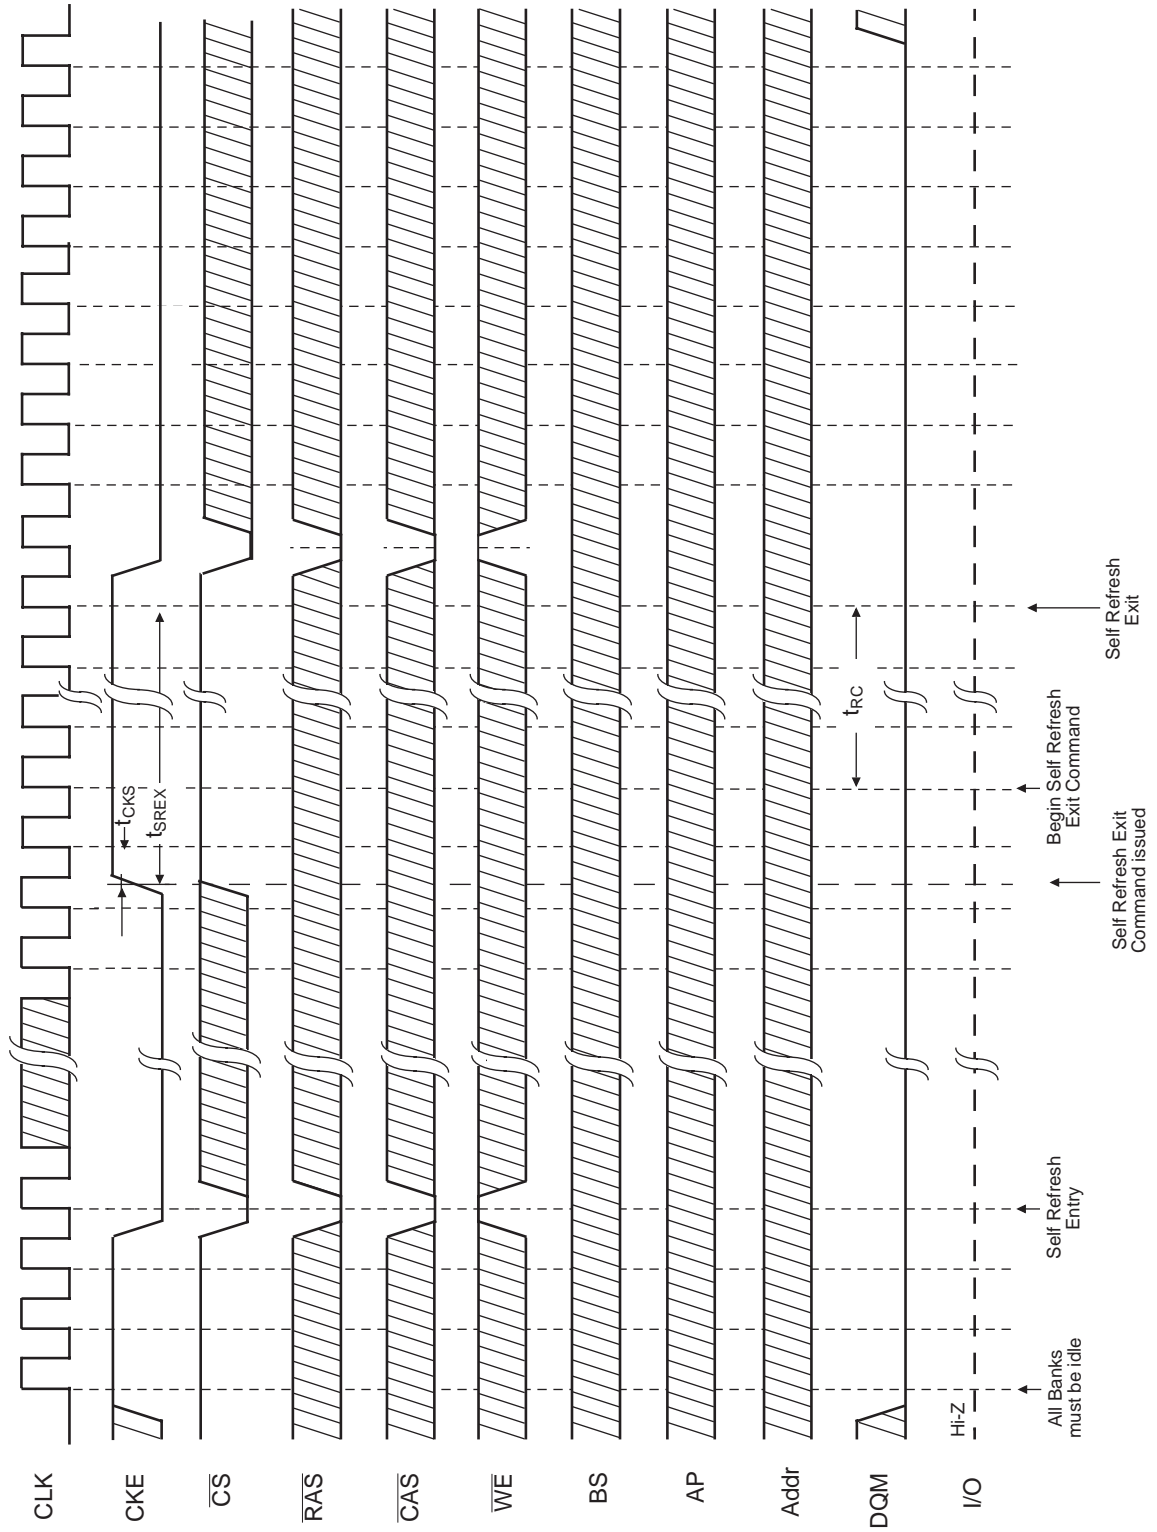 CLK
CKE
CS
RAS
CAS
WE
BS
AP
Addr
DQM
I/O
tCKS
tSREX
tRC
Hi-Z
All Banks
must be idle
Self Refresh
Entry
Self Refresh Exit
Command issued
Begin Self Refresh
Exit Command
Self Refresh
Exit